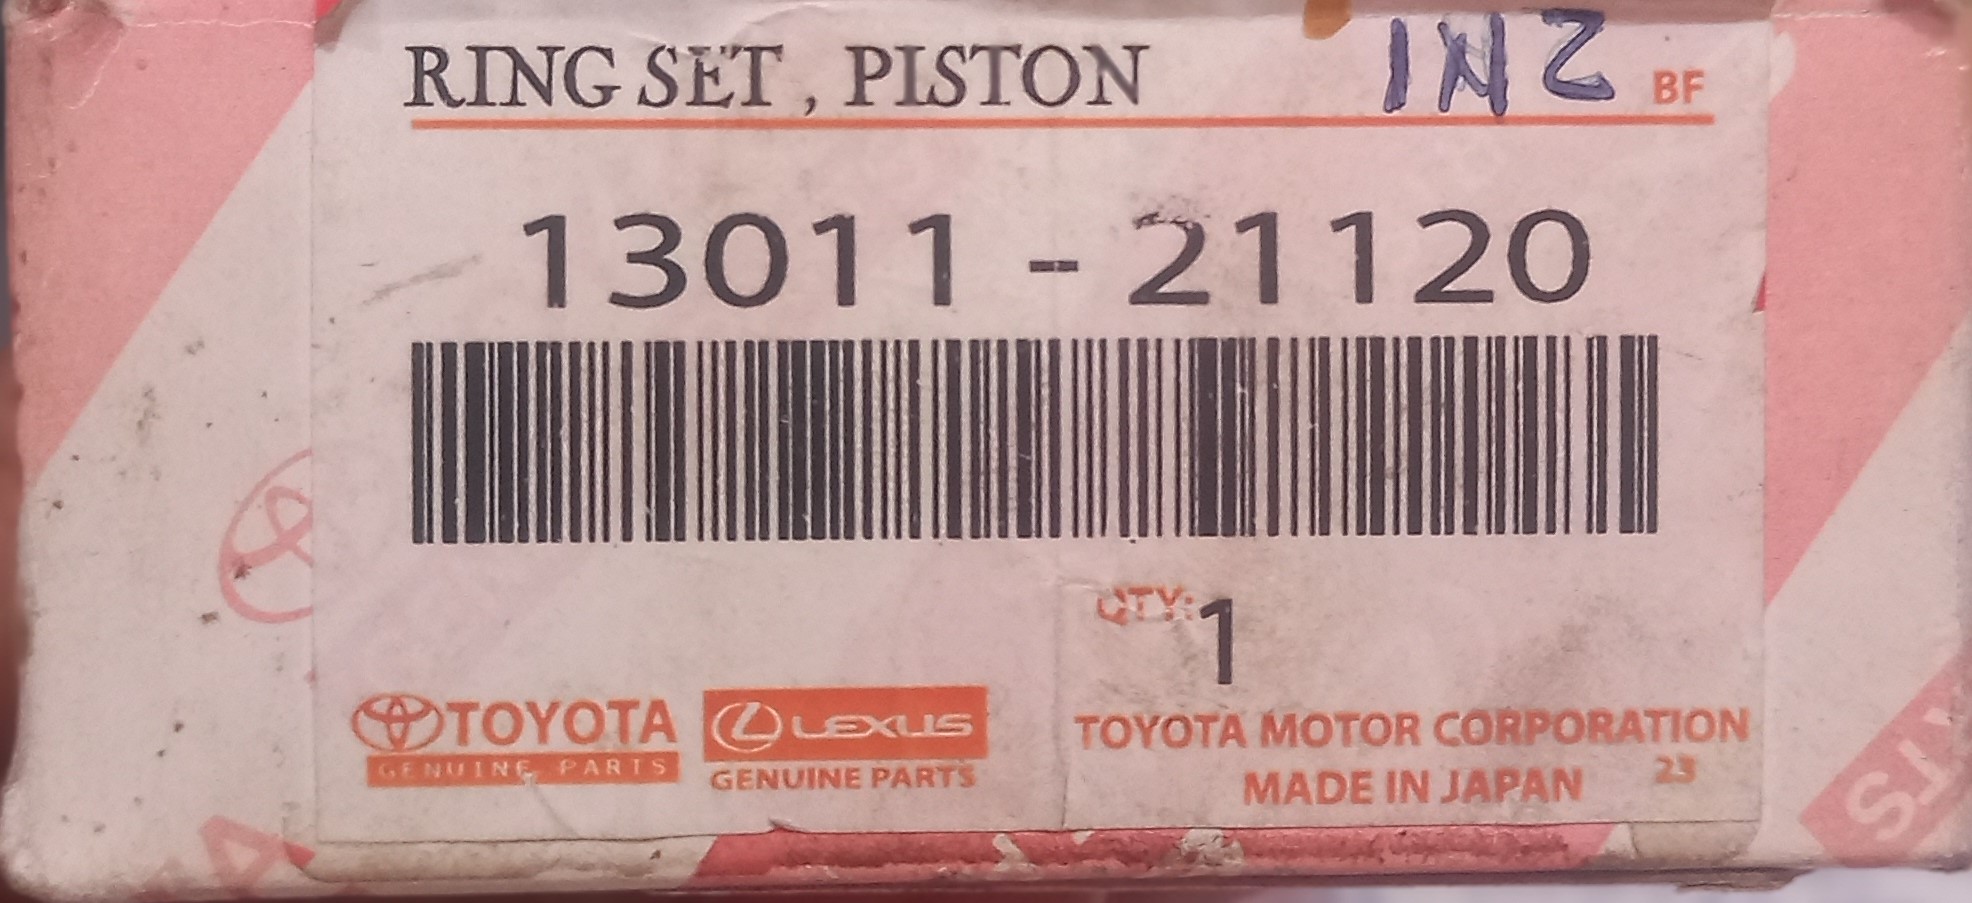 RING SET , PISTON
1NZ BF
13011 - 21120
QTY: 1
TOYOTA
GENUINE PARTS
LEXUS
GENUINE PARTS
TOYOTA MOTOR CORPORATION
MADE IN JAPAN 23